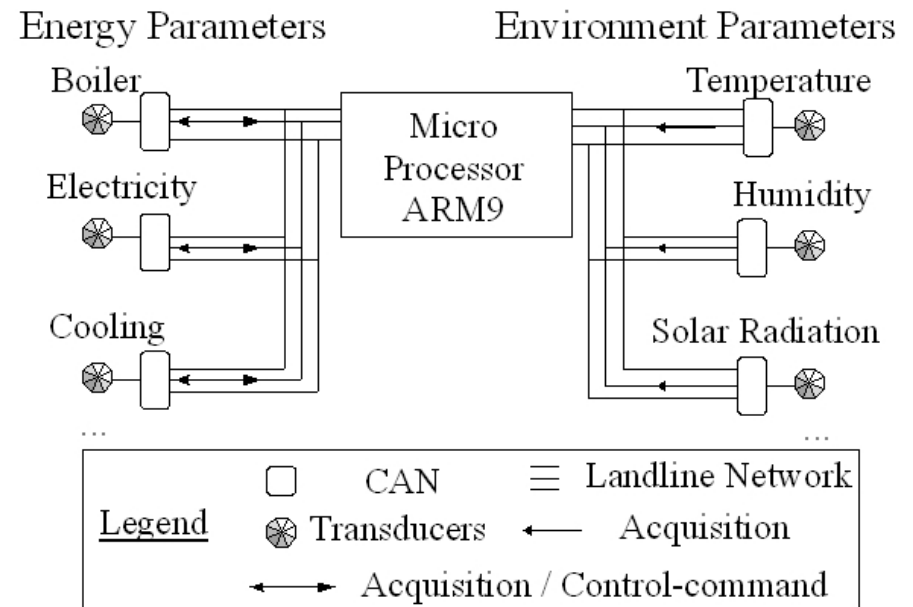 Energy Parameters
Environment Parameters
Boiler
Temperature
Micro
Processor
ARM9
Electricity
Humidity
Cooling
Solar Radiation
...
...
Legend
CAN
Landline Network
Transducers
Acquisition
Acquisition / Control-command